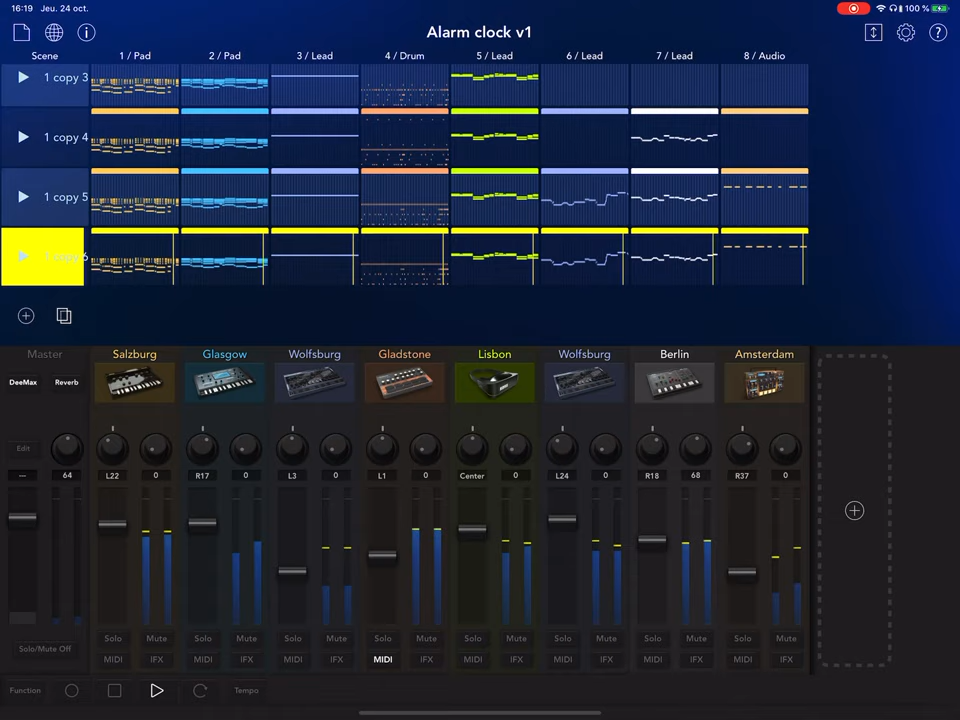 16:19 Jeu. 24 oct. 100 %
Alarm clock v1
Scene 1 / Pad 2 / Pad 3 / Lead 4 / Drum 5 / Lead 6 / Lead 7 / Lead 8 / Audio
1 copy 3
1 copy 4
1 copy 5
1 copy 6
Master Salzburg Glasgow Wolfsburg Gladstone Lisbon Wolfsburg Berlin Amsterdam
DeeMax Reverb
Edit
--- 64 L22 0 R17 0 L3 0 L1 0 Center 0 L24 0 R18 68 R37 0
Solo Mute Solo Mute Solo Mute Solo Mute Solo Mute Solo Mute Solo Mute Solo Mute
Solo/Mute Off
MIDI IFX MIDI IFX MIDI IFX MIDI IFX MIDI IFX MIDI IFX MIDI IFX MIDI IFX
Function Tempo